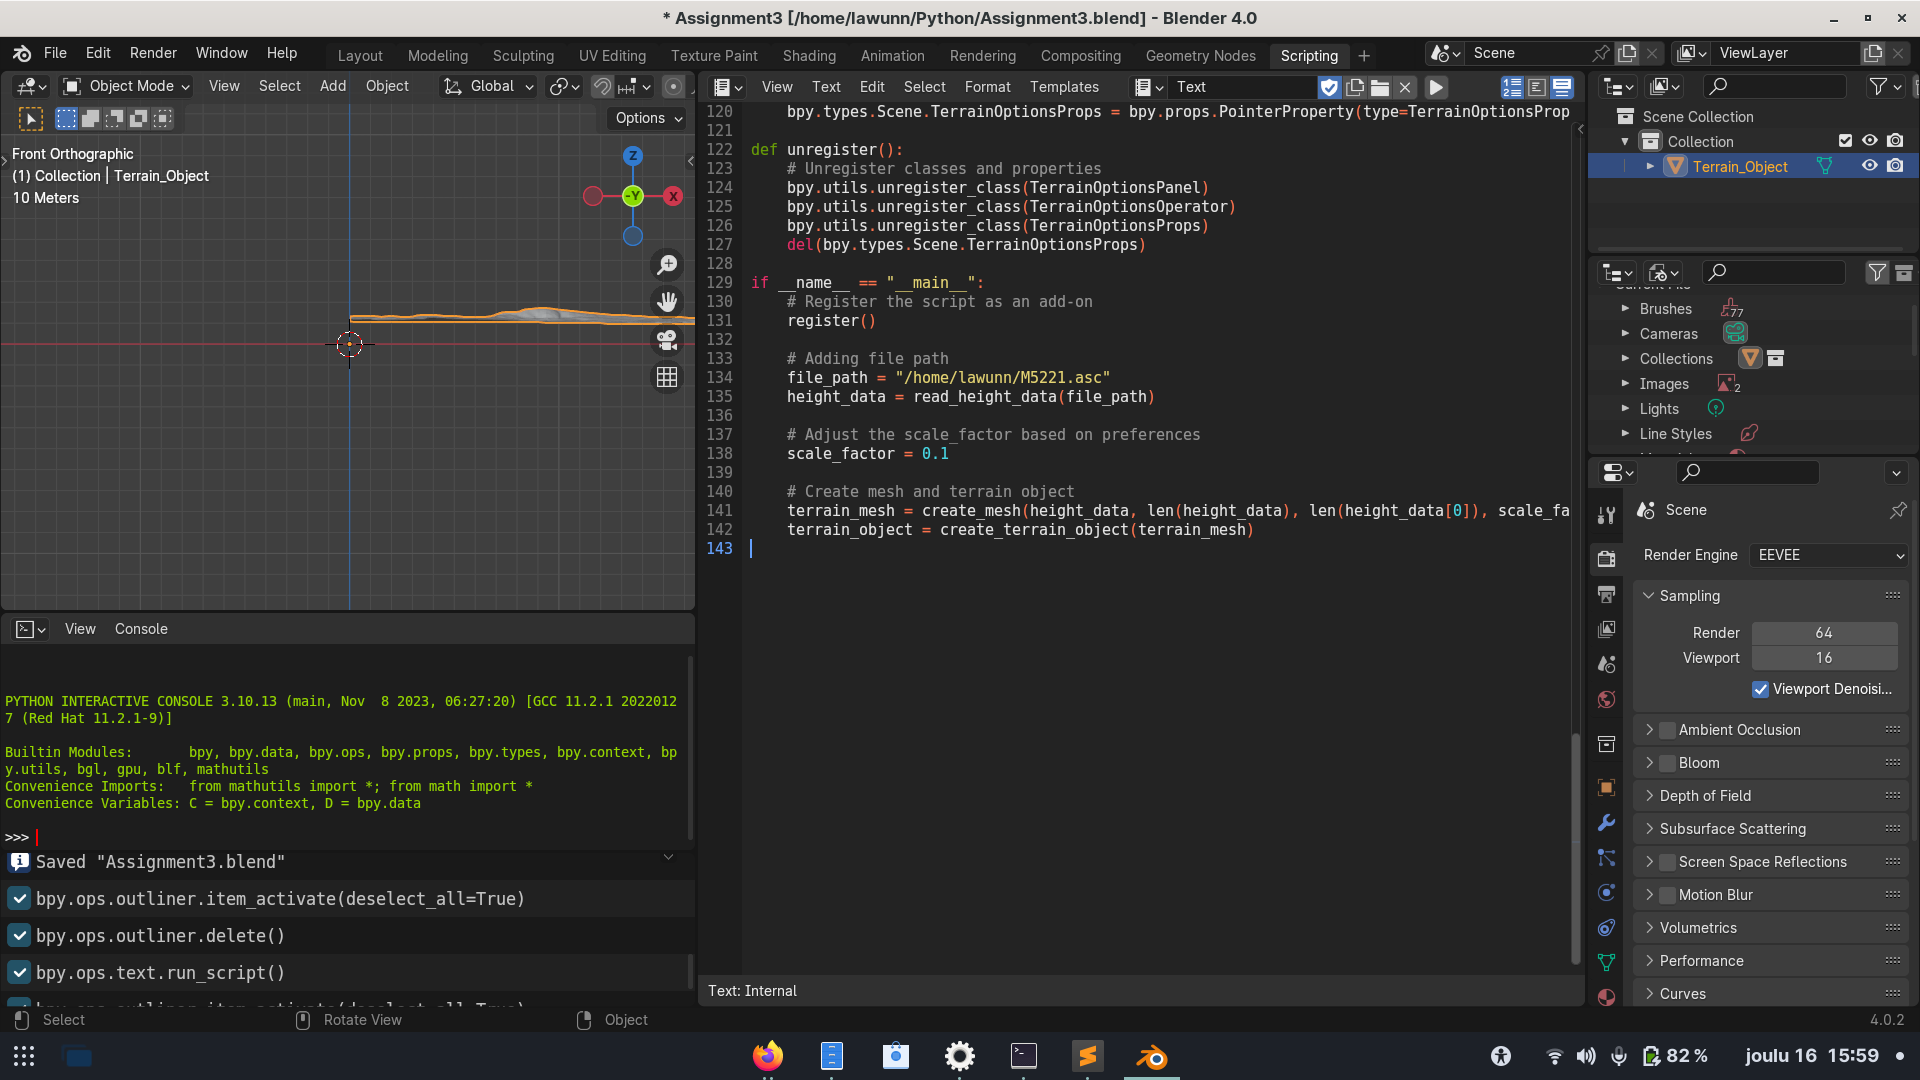 * Assignment3 [/home/lawunn/Python/Assignment3.blend] - Blender 4.0
File Edit Render Window Help Layout Modeling Sculpting UV Editing Texture Paint Shading Animation Rendering Compositing Geometry Nodes Scripting + Scene ViewLayer
Object Mode View Select Add Object Global
Options
Front Orthographic
(1) Collection | Terrain_Object
10 Meters
Z
-Y
X
View Text Edit Select Format Templates Text
120 bpy.types.Scene.TerrainOptionsProps = bpy.props.PointerProperty(type=TerrainOptionsProp
121
122 def unregister():
123 # Unregister classes and properties
124 bpy.utils.unregister_class(TerrainOptionsPanel)
125 bpy.utils.unregister_class(TerrainOptionsOperator)
126 bpy.utils.unregister_class(TerrainOptionsProps)
127 del(bpy.types.Scene.TerrainOptionsProps)
128
129 if __name__ == "__main__":
130 # Register the script as an add-on
131 register()
132
133 # Adding file path
134 file_path = "/home/lawunn/M5221.asc"
135 height_data = read_height_data(file_path)
136
137 # Adjust the scale_factor based on preferences
138 scale_factor = 0.1
139
140 # Create mesh and terrain object
141 terrain_mesh = create_mesh(height_data, len(height_data), len(height_data[0]), scale_fa
142 terrain_object = create_terrain_object(terrain_mesh)
143
Text: Internal
View Console
PYTHON INTERACTIVE CONSOLE 3.10.13 (main, Nov  8 2023, 06:27:20) [GCC 11.2.1 2022012
7 (Red Hat 11.2.1-9)]
Builtin Modules:       bpy, bpy.data, bpy.ops, bpy.props, bpy.types, bpy.context, bp
y.utils, bgl, gpu, blf, mathutils
Convenience Imports:   from mathutils import *; from math import *
Convenience Variables: C = bpy.context, D = bpy.data
>>>
Saved "Assignment3.blend"
bpy.ops.outliner.item_activate(deselect_all=True)
bpy.ops.outliner.delete()
bpy.ops.text.run_script()
bpy.ops.outliner.item_activate(deselect_all=True)
Scene Collection
Collection
Terrain_Object
Current File
Brushes 77
Cameras
Collections
Images 2
Lights
Line Styles
Scene
Render Engine EEVEE
Sampling
Render 64
Viewport 16
Viewport Denoisi...
Ambient Occlusion
Bloom
Depth of Field
Subsurface Scattering
Screen Space Reflections
Motion Blur
Volumetrics
Performance
Curves
Select Rotate View Object 4.0.2
82 % joulu 16 15:59